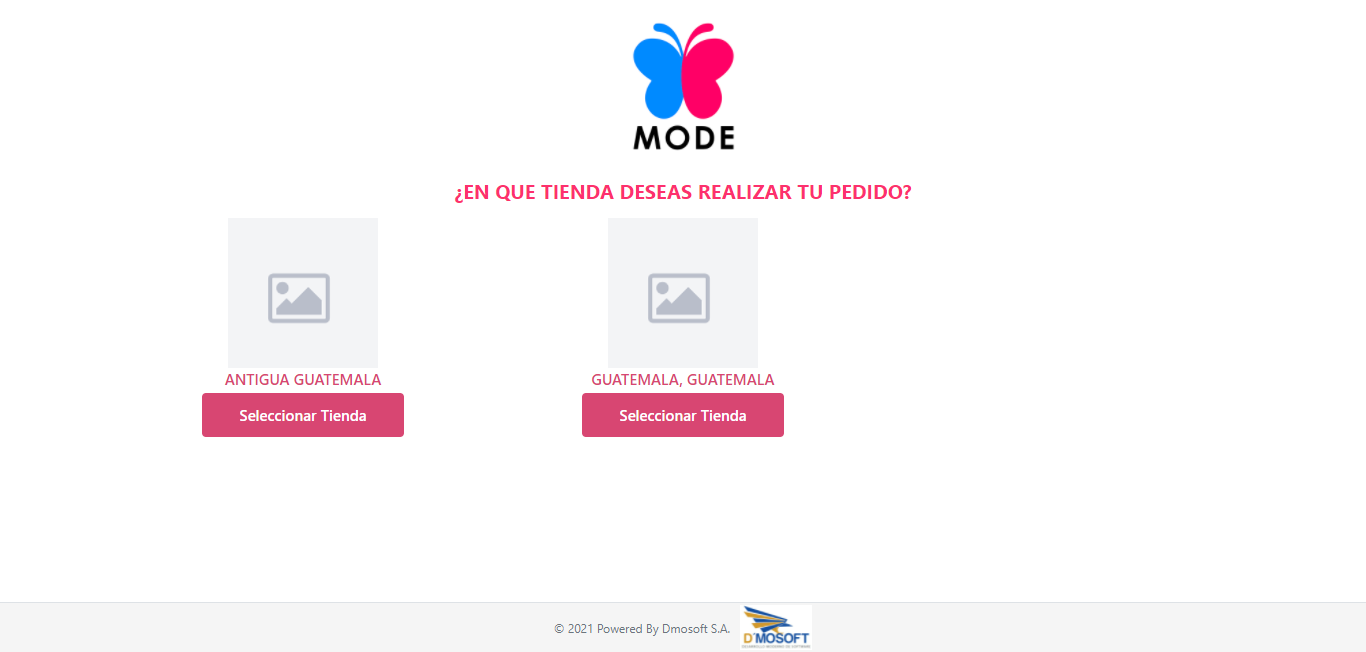 MODE
¿EN QUE TIENDA DESEAS REALIZAR TU PEDIDO?
ANTIGUA GUATEMALA
Seleccionar Tienda
GUATEMALA, GUATEMALA
Seleccionar Tienda
© 2021 Powered By Dmosoft S.A.
D'MOSOFT